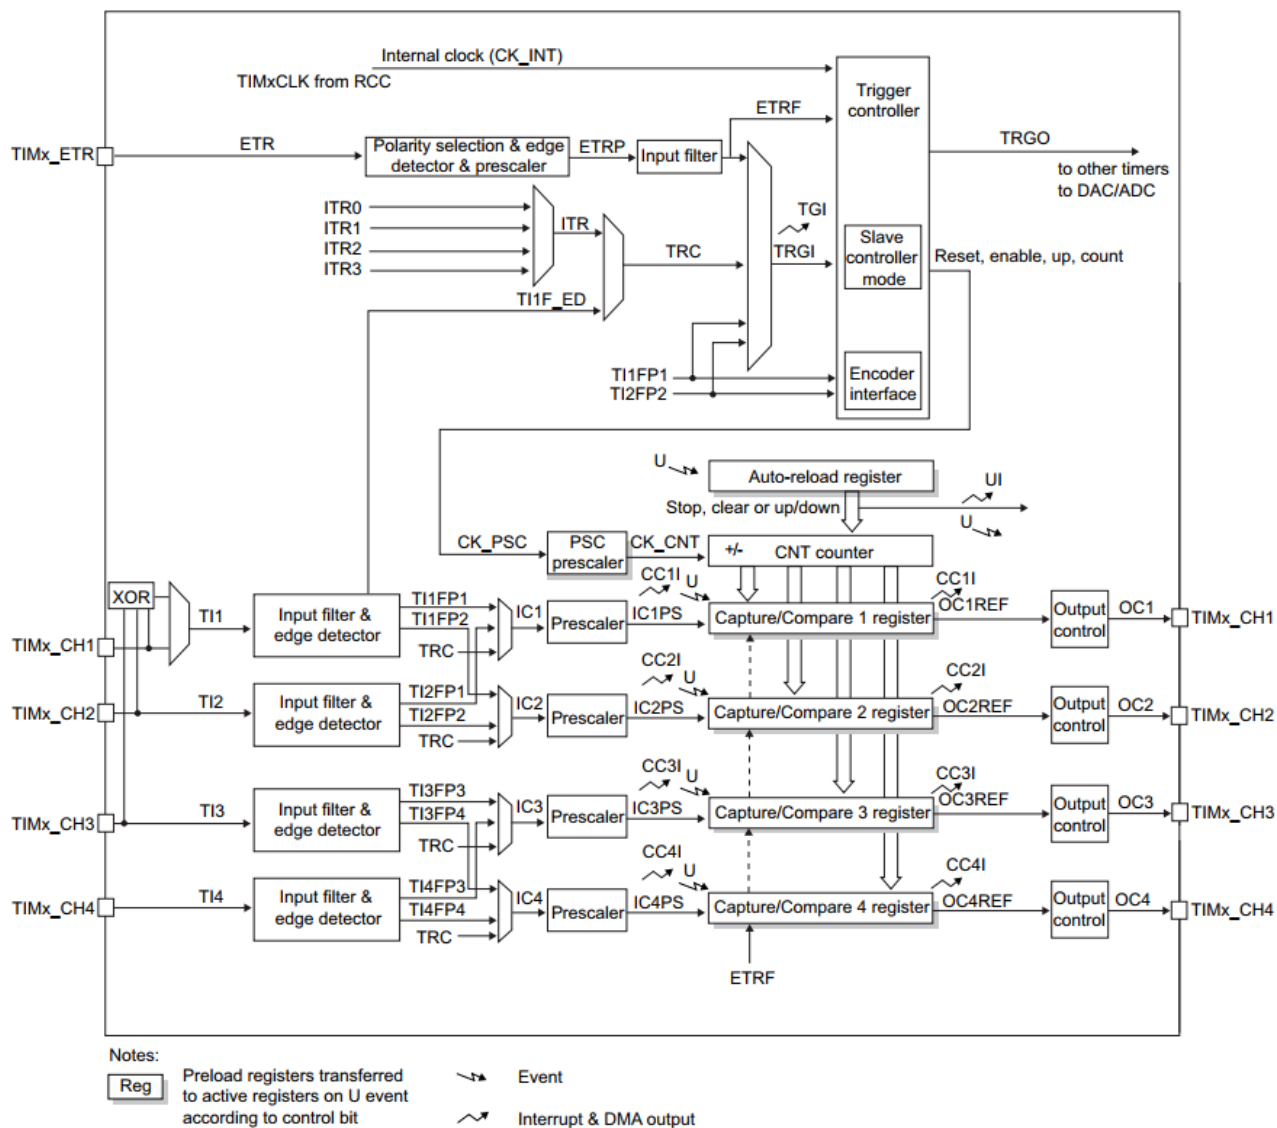 Internal clock (CK_INT)
TIMxCLK from RCC
Trigger
controller
ETRF
TIMx_ETR
ETR
Polarity selection & edge
detector & prescaler
ETRP
Input filter
TRGO
to other timers
to DAC/ADC
ITR0
ITR1
ITR2
ITR3
ITR
TRC
TGI
TRGI
Slave
controller
mode
Reset, enable, up, count
TI1F_ED
TI1FP1
TI2FP2
Encoder
interface
U
Auto-reload register
UI
Stop, clear or up/down
U
CK_PSC
PSC
prescaler
CK_CNT
+/-
CNT counter
XOR
TI1
TIMx_CH1
Input filter &
edge detector
TI1FP1
TI1FP2
TRC
IC1
Prescaler
CC1I
U
IC1PS
Capture/Compare 1 register
CC1I
OC1REF
Output
control
OC1
TIMx_CH1
TIMx_CH2
TI2
Input filter &
edge detector
TI2FP1
TI2FP2
TRC
IC2
Prescaler
CC2I
U
IC2PS
Capture/Compare 2 register
CC2I
OC2REF
Output
control
OC2
TIMx_CH2
TIMx_CH3
TI3
Input filter &
edge detector
TI3FP3
TI3FP4
TRC
IC3
Prescaler
CC3I
U
IC3PS
Capture/Compare 3 register
CC3I
OC3REF
Output
control
OC3
TIMx_CH3
TIMx_CH4
TI4
Input filter &
edge detector
TI4FP3
TI4FP4
TRC
IC4
Prescaler
CC4I
U
IC4PS
Capture/Compare 4 register
CC4I
OC4REF
Output
control
OC4
TIMx_CH4
ETRF
Notes:
Reg
Preload registers transferred
to active registers on U event
according to control bit
Event
Interrupt & DMA output